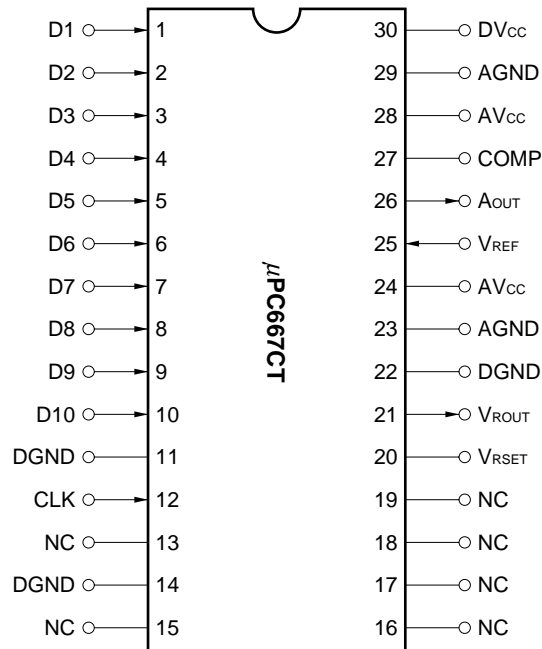 D1 1 30 DVCC
D2 2 29 AGND
D3 3 28 AVCC
D4 4 27 COMP
D5 5 26 AOUT
D6 6 25 VREF
D7 7 24 AVCC
D8 8 23 AGND
D9 9 22 DGND
D10 10 21 VROUT
DGND 11 20 VRSET
CLK 12 19 NC
NC 13 18 NC
DGND 14 17 NC
NC 15 16 NC
µPC667CT